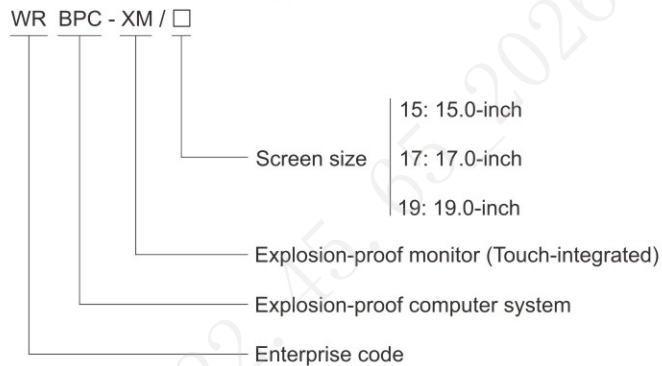 WR BPC - XM / □
15: 15.0-inch
Screen size 17: 17.0-inch
19: 19.0-inch
Explosion-proof monitor (Touch-integrated)
Explosion-proof computer system
Enterprise code